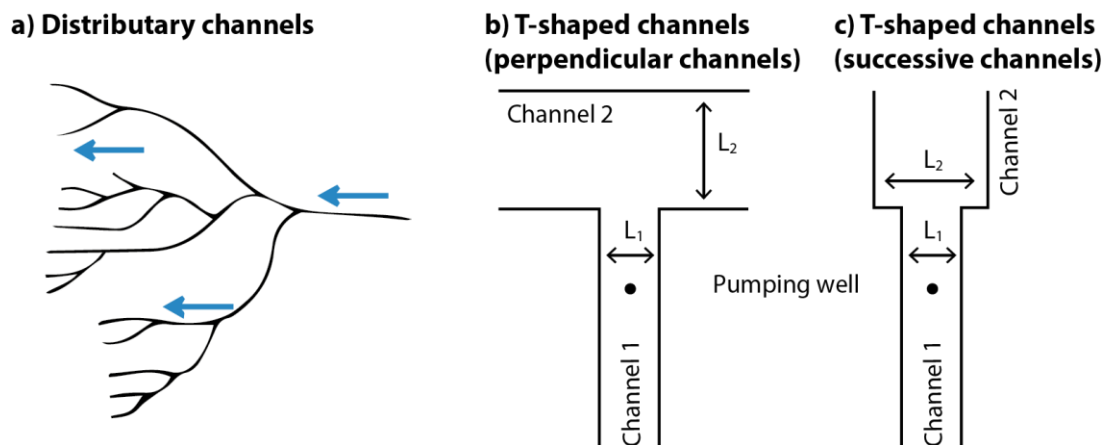 a) Distributary channels
b) T-shaped channels
(perpendicular channels)
Channel 2
L₂
L₁
Channel 1
Pumping well
c) T-shaped channels
(successive channels)
Channel 2
L₂
L₁
Channel 1